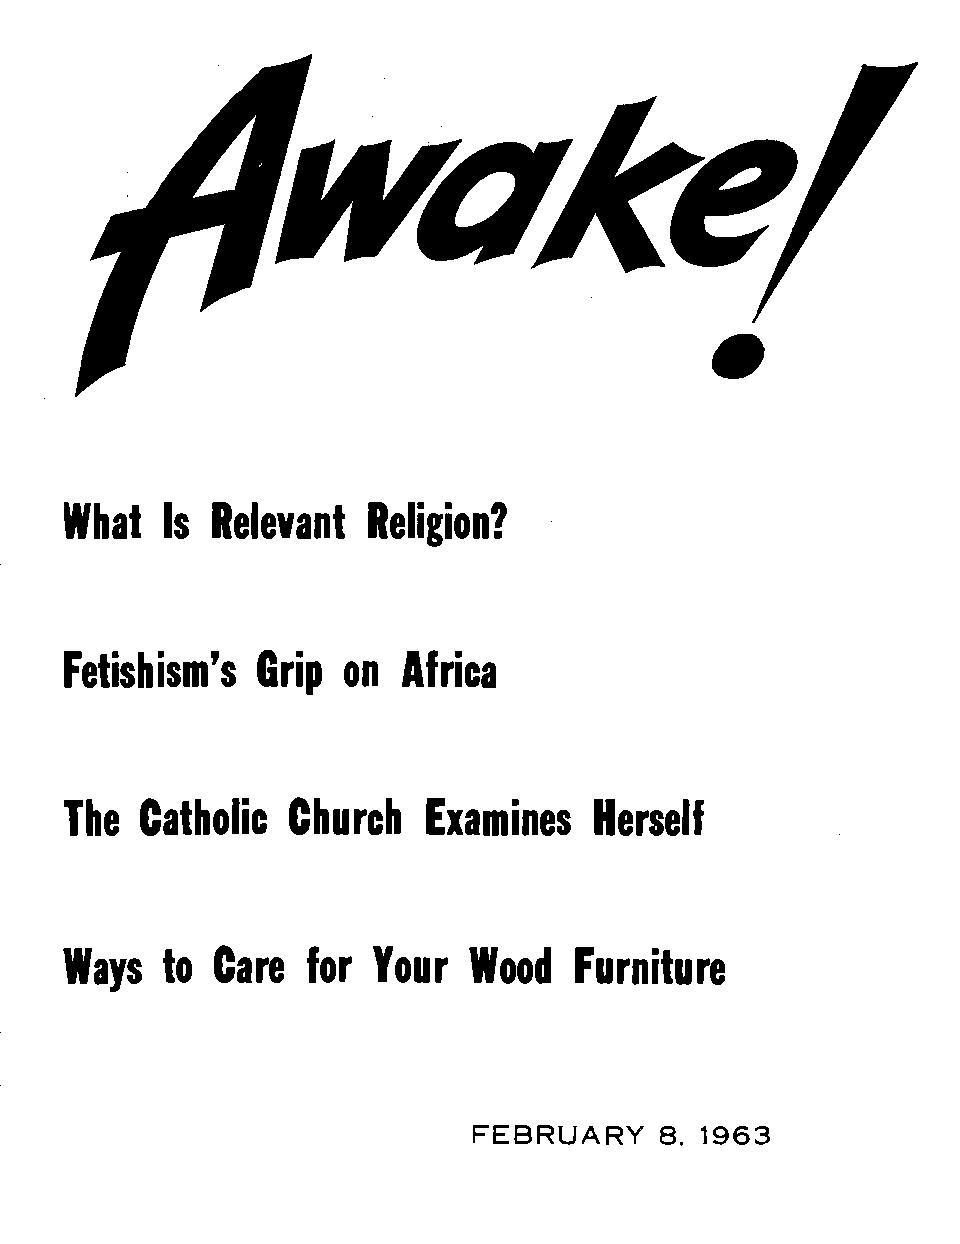 Awake!
What Is Relevant Religion?
Fetishism's Grip on Africa
The Catholic Church Examines Herself
Ways to Care for Your Wood Furniture
FEBRUARY 8, 1963